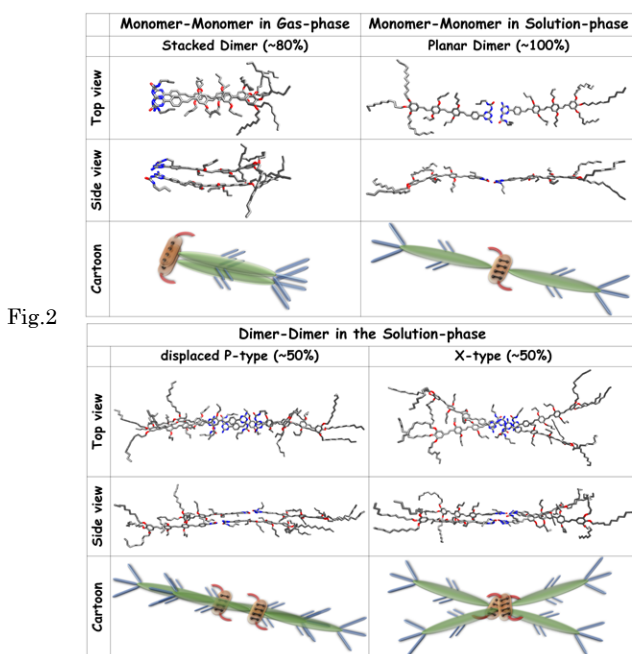 Monomer-Monomer in Gas-phase
Monomer-Monomer in Solution-phase
Stacked Dimer (~80%)
Planar Dimer (~100%)
Top view
Side view
Cartoon
Fig.2
Dimer-Dimer in the Solution-phase
displaced P-type (~50%)
X-type (~50%)
Top view
Side view
Cartoon